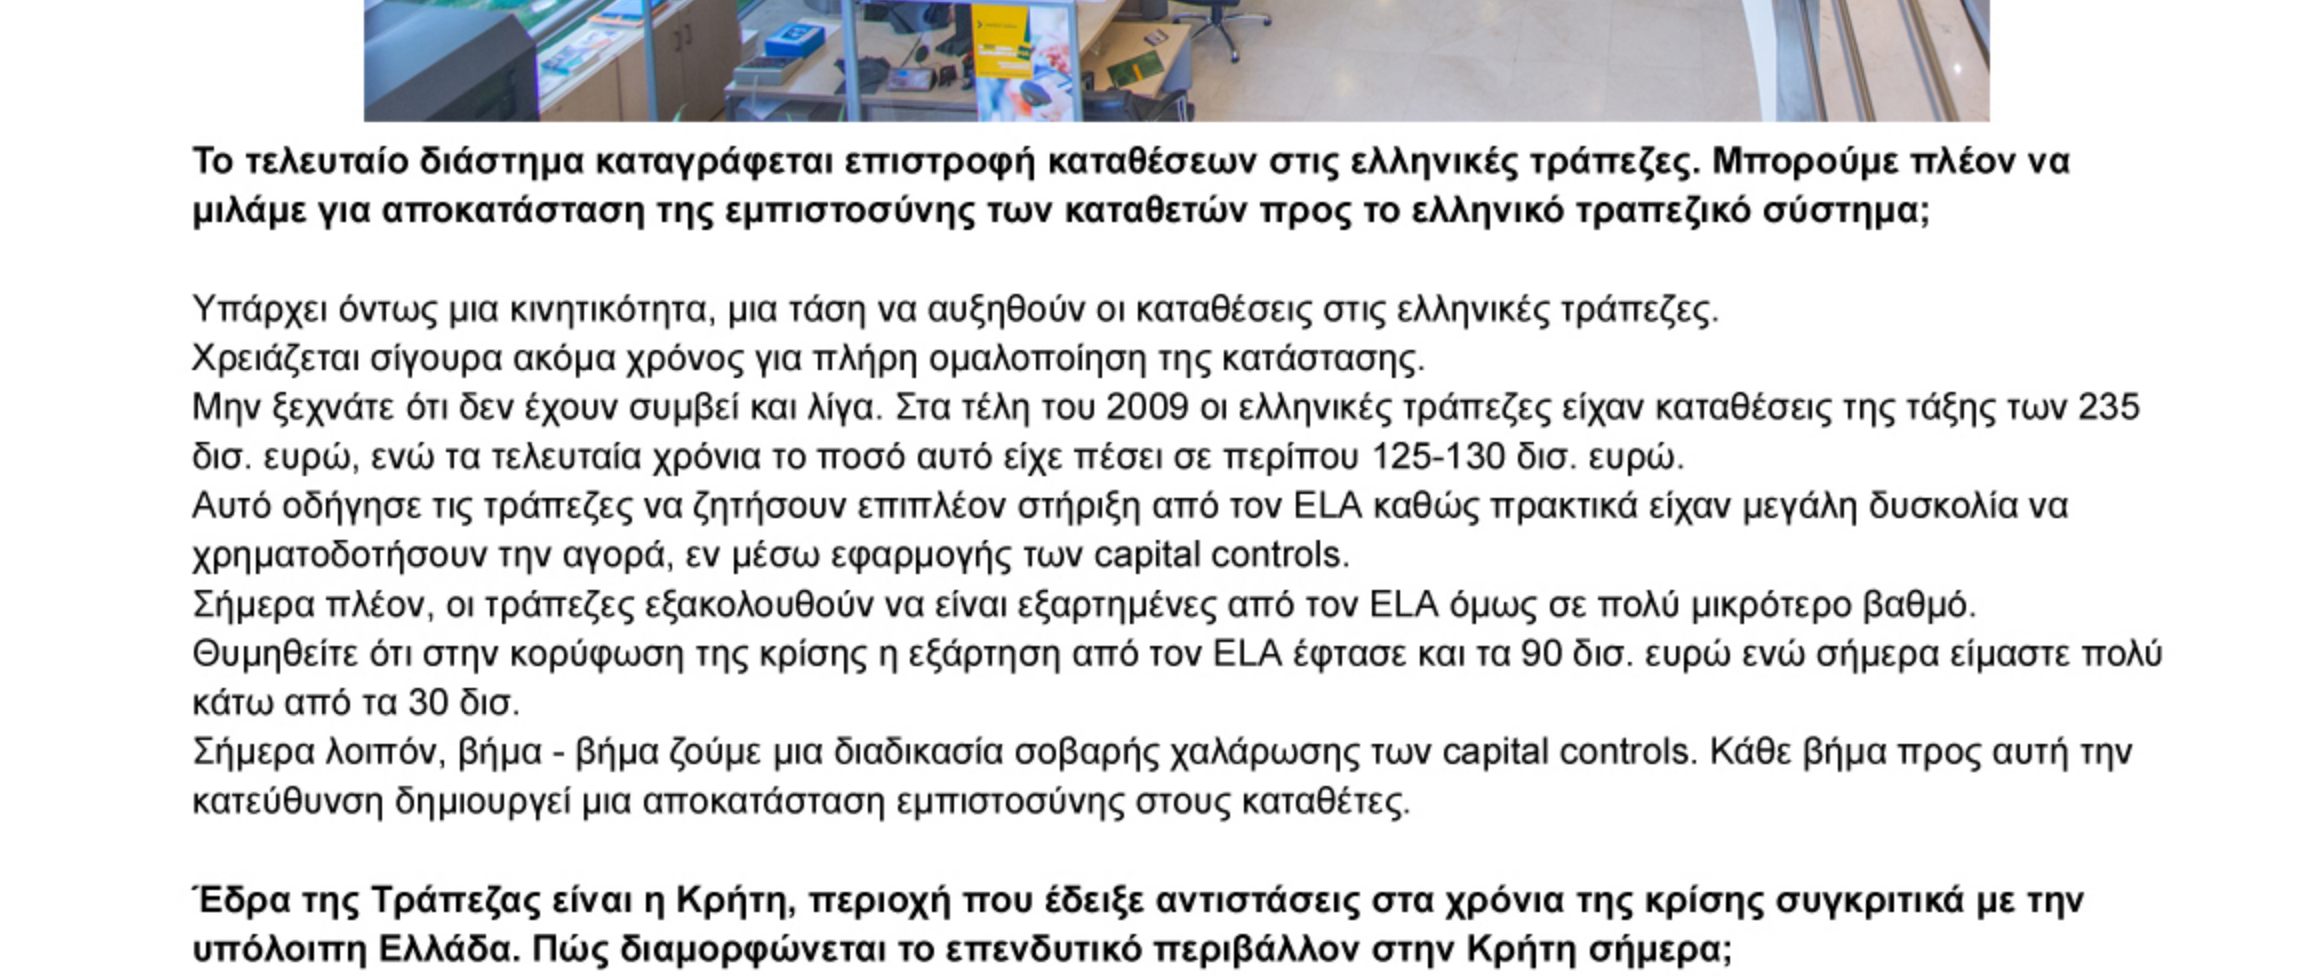 Το τελευταίο διάστημα καταγράφεται επιστροφή καταθέσεων στις ελληνικές τράπεζες. Μπορούμε πλέον να
μιλάμε για αποκατάσταση της εμπιστοσύνης των καταθετών προς το ελληνικό τραπεζικό σύστημα;
Υπάρχει όντως μια κινητικότητα, μια τάση να αυξηθούν οι καταθέσεις στις ελληνικές τράπεζες.
Χρειάζεται σίγουρα ακόμα χρόνος για πλήρη ομαλοποίηση της κατάστασης.
Μην ξεχνάτε ότι δεν έχουν συμβεί και λίγα. Στα τέλη του 2009 οι ελληνικές τράπεζες είχαν καταθέσεις της τάξης των 235
δισ. ευρώ, ενώ τα τελευταία χρόνια το ποσό αυτό είχε πέσει σε περίπου 125-130 δισ. ευρώ.
Αυτό οδήγησε τις τράπεζες να ζητήσουν επιπλέον στήριξη από τον ELA καθώς πρακτικά είχαν μεγάλη δυσκολία να
χρηματοδοτήσουν την αγορά, εν μέσω εφαρμογής των capital controls.
Σήμερα πλέον, οι τράπεζες εξακολουθούν να είναι εξαρτημένες από τον ELA όμως σε πολύ μικρότερο βαθμό.
Θυμηθείτε ότι στην κορύφωση της κρίσης η εξάρτηση από τον ELA έφτασε και τα 90 δισ. ευρώ ενώ σήμερα είμαστε πολύ
κάτω από τα 30 δισ.
Σήμερα λοιπόν, βήμα - βήμα ζούμε μια διαδικασία σοβαρής χαλάρωσης των capital controls. Κάθε βήμα προς αυτή την
κατεύθυνση δημιουργεί μια αποκατάσταση εμπιστοσύνης στους καταθέτες.
Έδρα της Τράπεζας είναι η Κρήτη, περιοχή που έδειξε αντιστάσεις στα χρόνια της κρίσης συγκριτικά με την
υπόλοιπη Ελλάδα. Πώς διαμορφώνεται το επενδυτικό περιβάλλον στην Κρήτη σήμερα;